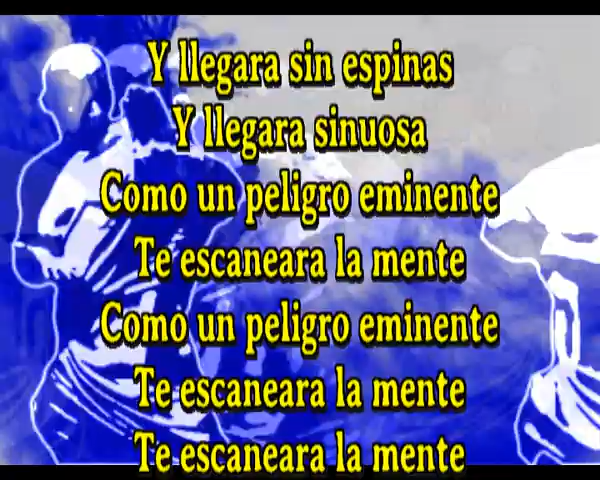 Y llegara sin espinas
Y llegara sinuosa
Como un peligro eminente
Te escaneara la mente
Como un peligro eminente
Te escaneara la mente
Te escaneara la mente